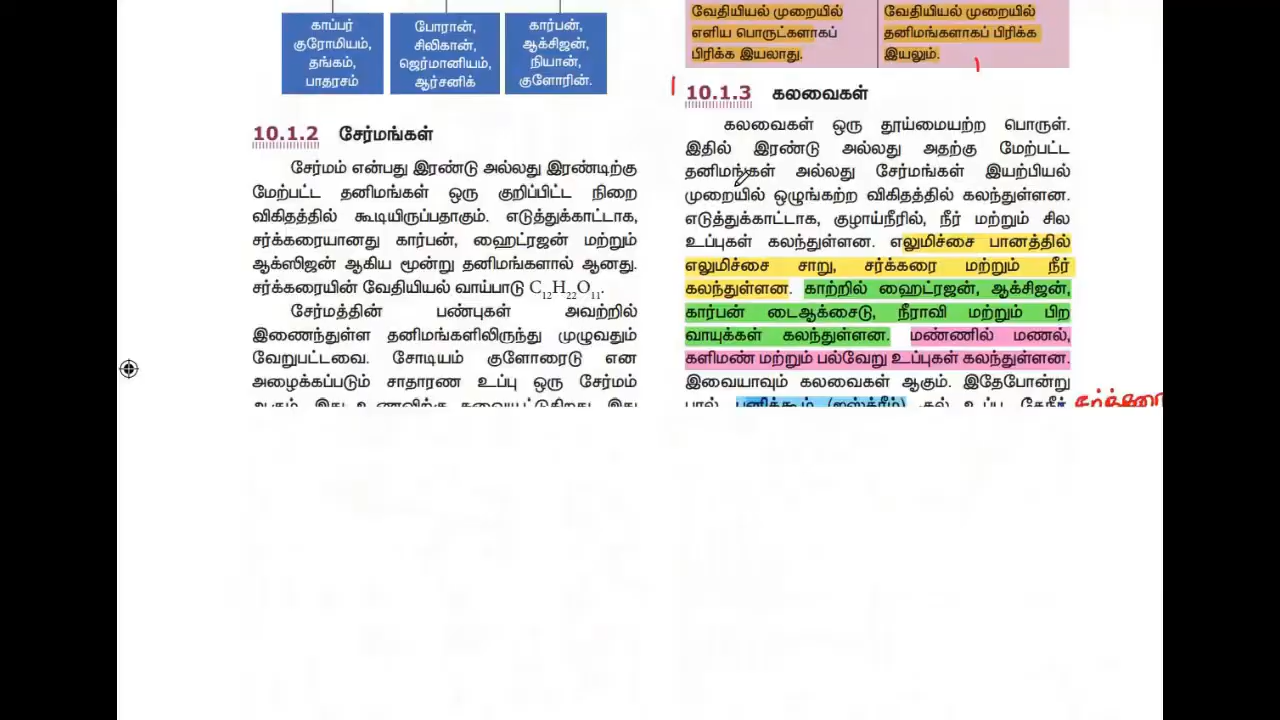 காப்பர்
குரோமியம்,
தங்கம்,
பாதரசம்
போரான்,
சிலிகான்,
ஜெர்மானியம்,
ஆர்சனிக்
கார்பன்,
ஆக்சிஜன்,
நியான்,
குளோரின்.
10.1.2 சேர்மங்கள்
சேர்மம் என்பது இரண்டு அல்லது இரண்டிற்கு
மேற்பட்ட தனிமங்கள் ஒரு குறிப்பிட்ட நிறை
விகிதத்தில் கூடியிருப்பதாகும். எடுத்துக்காட்டாக,
சர்க்கரையானது கார்பன், ஹைட்ரஜன் மற்றும்
ஆக்ஸிஜன் ஆகிய மூன்று தனிமங்களால் ஆனது.
சர்க்கரையின் வேதியியல் வாய்பாடு C₁₂H₂₂O₁₁.
சேர்மத்தின் பண்புகள் அவற்றில்
இணைந்துள்ள தனிமங்களிலிருந்து முழுவதும்
வேறுபட்டவை. சோடியம் குளோரைடு என
அழைக்கப்படும் சாதாரண உப்பு ஒரு சேர்மம்
வேதியியல் முறையில்
எளிய பொருட்களாகப்
பிரிக்க இயலாது.
வேதியியல் முறையில்
தனிமங்களாகப் பிரிக்க
இயலும்.
10.1.3 கலவைகள்
கலவைகள் ஒரு தூய்மையற்ற பொருள்.
இதில் இரண்டு அல்லது அதற்கு மேற்பட்ட
தனிமங்கள் அல்லது சேர்மங்கள் இயற்பியல்
முறையில் ஒழுங்கற்ற விகிதத்தில் கலந்துள்ளன.
எடுத்துக்காட்டாக, குழாய்நீரில், நீர் மற்றும் சில
உப்புகள் கலந்துள்ளன. எலுமிச்சை பானத்தில்
எலுமிச்சை சாறு, சர்க்கரை மற்றும் நீர்
கலந்துள்ளன. காற்றில் ஹைட்ரஜன், ஆக்சிஜன்,
கார்பன் டைஆக்சைடு, நீராவி மற்றும் பிற
வாயுக்கள் கலந்துள்ளன. மண்ணில் மணல்,
களிமண் மற்றும் பல்வேறு உப்புகள் கலந்துள்ளன.
இவையாவும் கலவைகள் ஆகும். இதேபோன்று